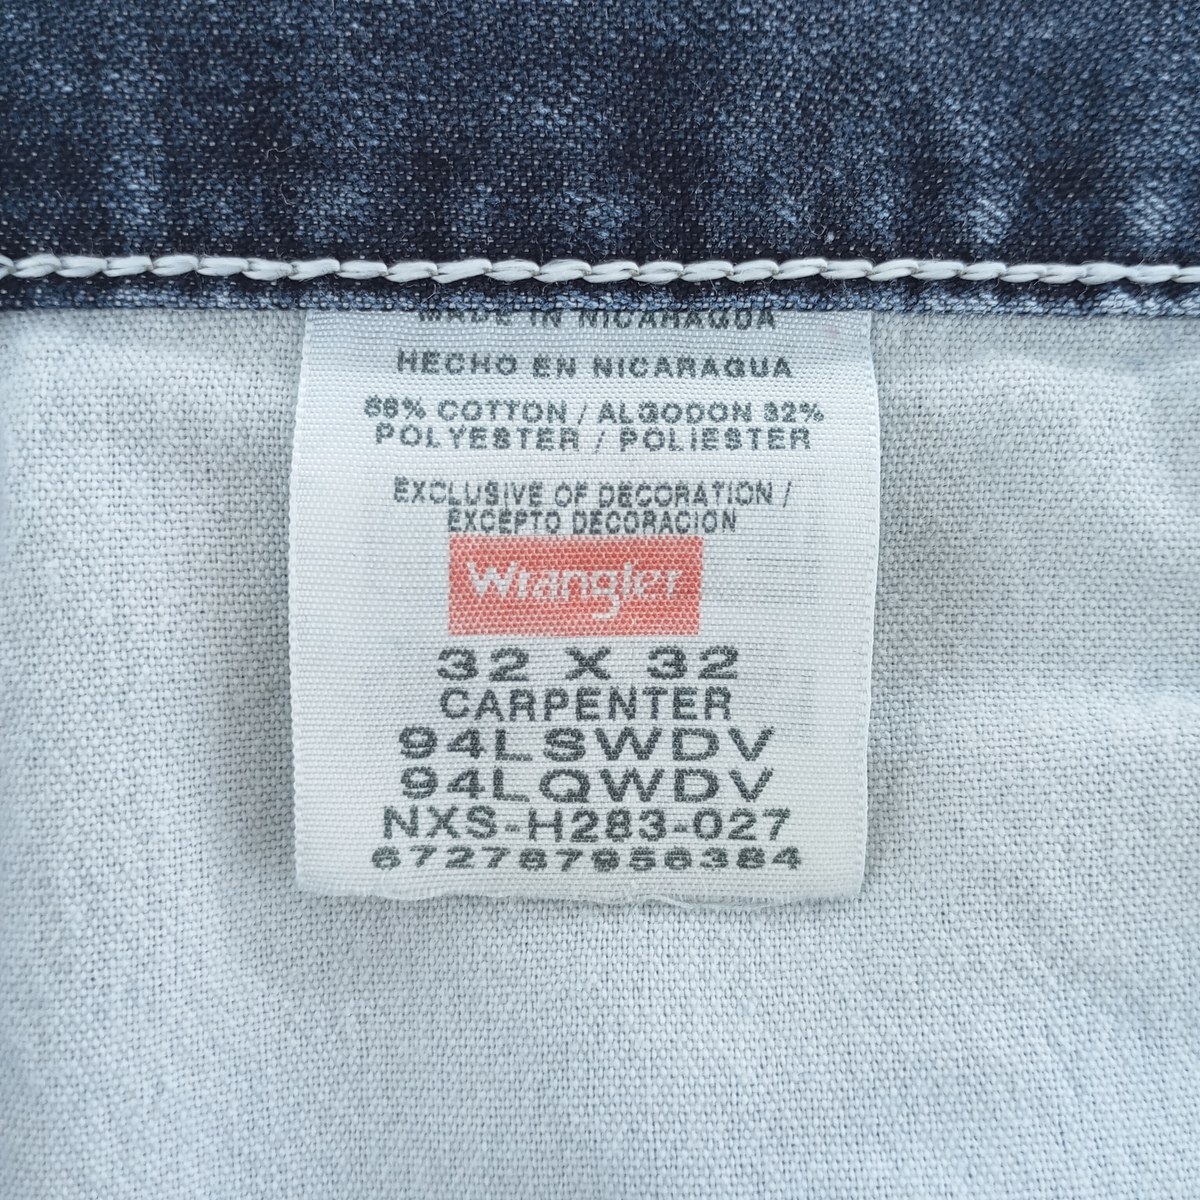 MADE IN NICARAGUA
HECHO EN NICARAGUA
68% COTTON / ALGODON 32%
POLYESTER / POLIESTER
EXCLUSIVE OF DECORATION /
EXCEPTO DECORACION
Wrangler
32 X 32
CARPENTER
94LSWDV
94LQWDV
NXS-H283-027
672767956384